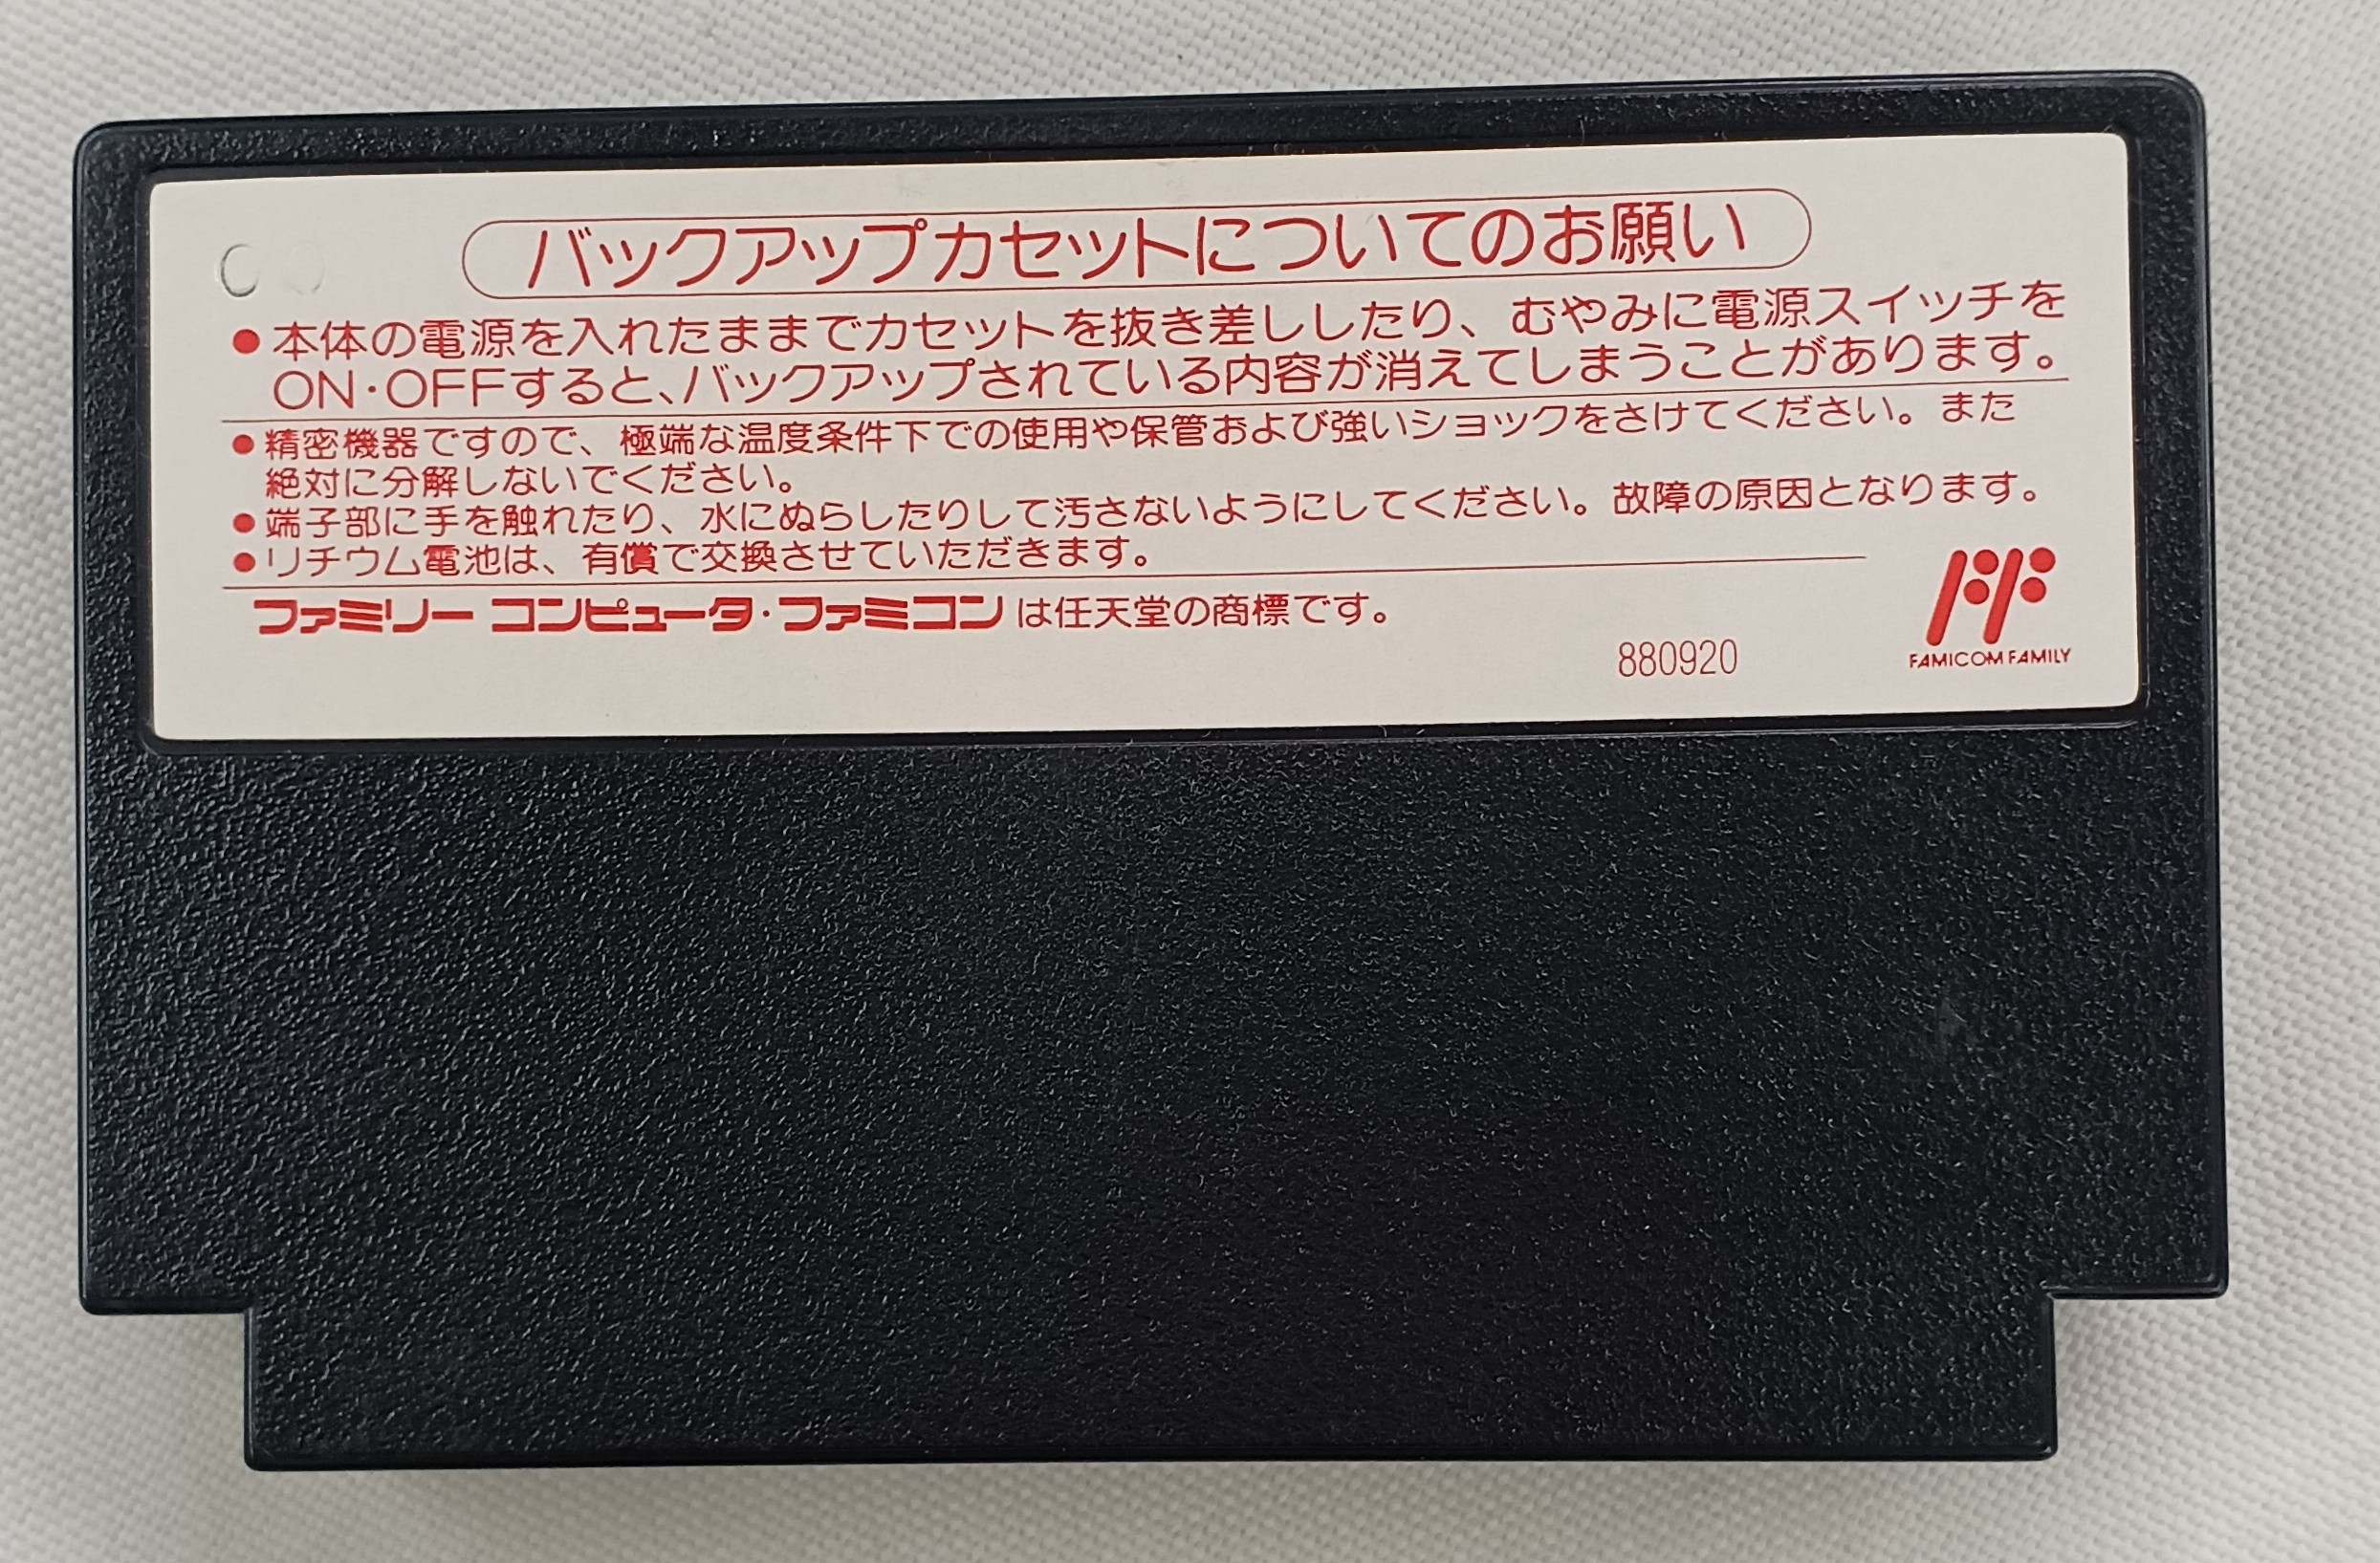 バックアップカセットについてのお願い
●本体の電源を入れたままでカセットを抜き差ししたり、むやみに電源スイッチを
ON・OFFすると、バックアップされている内容が消えてしまうことがあります。
●精密機器ですので、極端な温度条件下での使用や保管および強いショックをさけてください。また
絶対に分解しないでください。
●端子部に手を触れたり、水にぬらしたりして汚さないようにしてください。故障の原因となります。
●リチウム電池は、有償で交換させていただきます。
ファミリーコンピュータ・ファミコンは任天堂の商標です。
880920
FAMICOM FAMILY